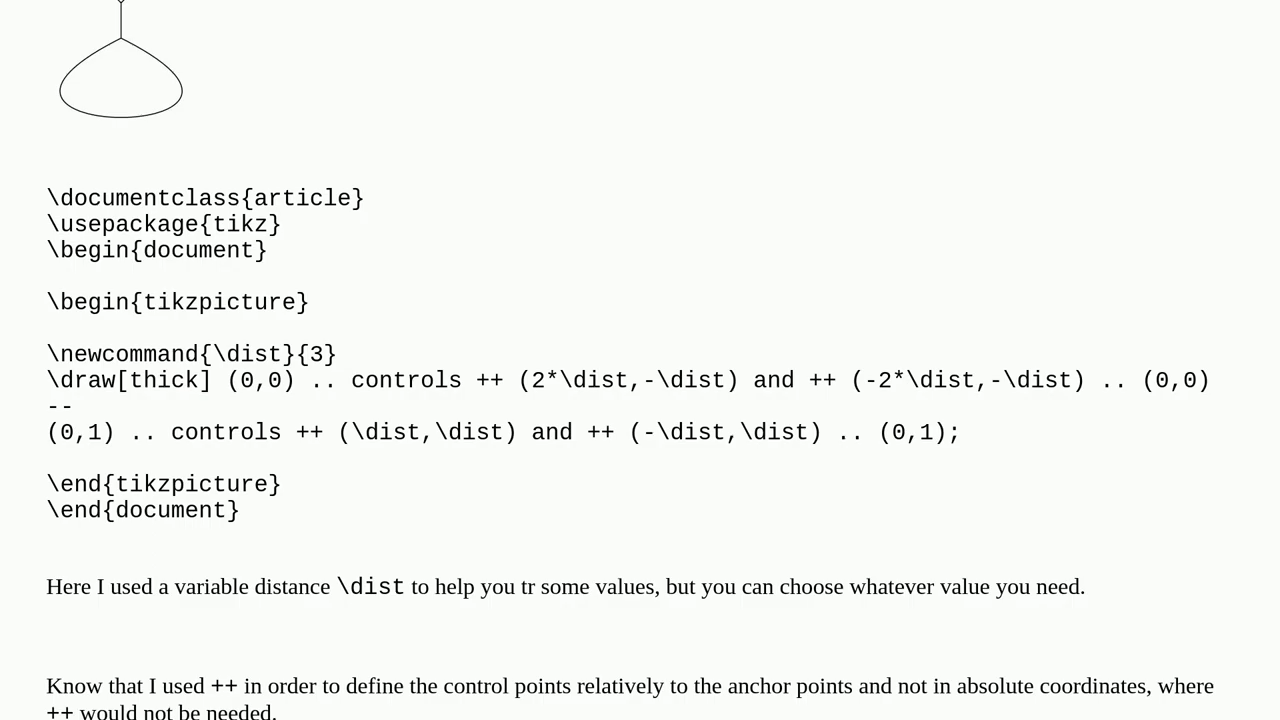 \documentclass{article}
\usepackage{tikz}
\begin{document}
\begin{tikzpicture}
\newcommand{\dist}{3}
\draw[thick] (0,0) .. controls ++ (2*\dist,-\dist) and ++ (-2*\dist,-\dist) .. (0,0)
--
(0,1) .. controls ++ (\dist,\dist) and ++ (-\dist,\dist) .. (0,1);
\end{tikzpicture}
\end{document}
Here I used a variable distance \dist to help you tr some values, but you can choose whatever value you need.
Know that I used ++ in order to define the control points relatively to the anchor points and not in absolute coordinates, where
++ would not be needed.